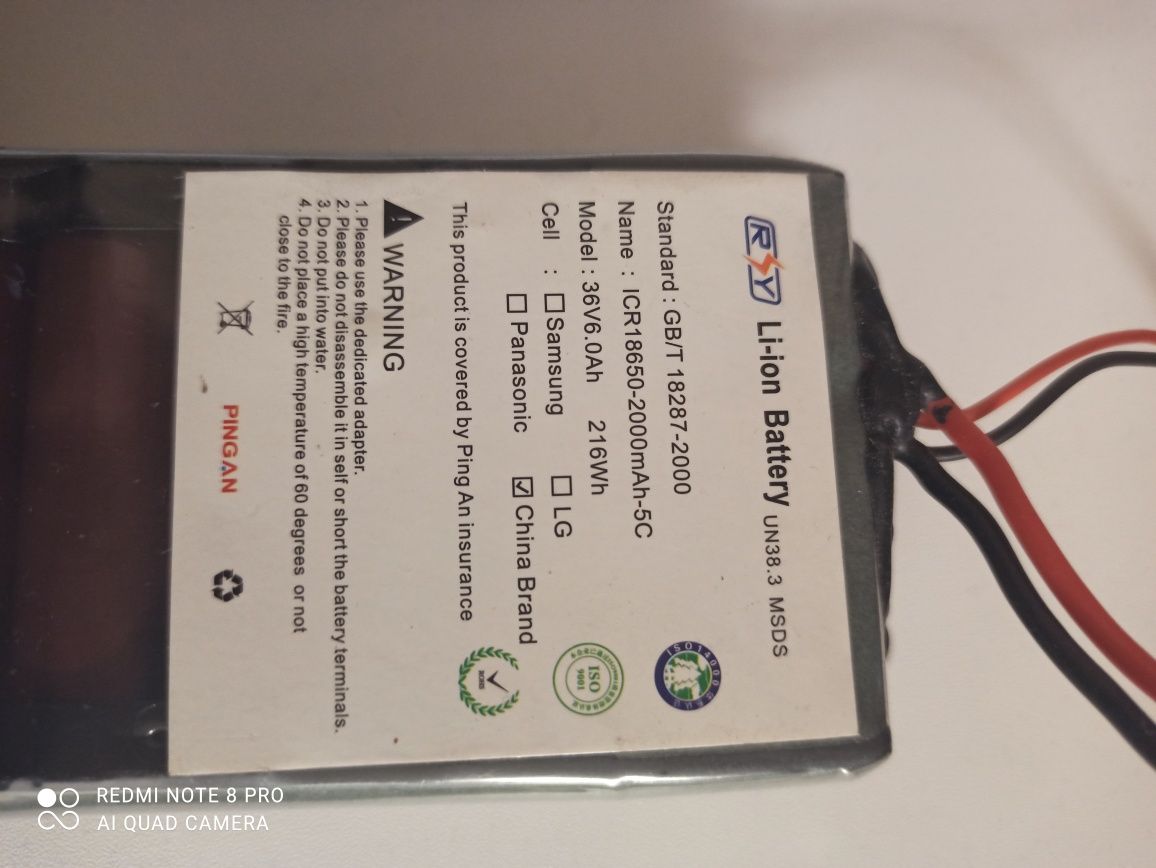 RSY Li-ion Battery UN38.3 MSDS
Standard : GB/T 18287-2000
Name : ICR18650-2000mAh-5C
Model : 36V6.0Ah 216Wh
Cell : ☐Samsung ☐LG
☐Panasonic ☑China Brand
This product is covered by Ping An insurance
WARNING
1. Please use the dedicated adapter.
2. Please do not disassemble it in self or short the battery terminals.
3. Do not put into water.
4. Do not place a high temperature of 60 degrees or not
close to the fire.
PINGAN
ISO14000
ISO
9001
ROHS
REDMI NOTE 8 PRO
AI QUAD CAMERA